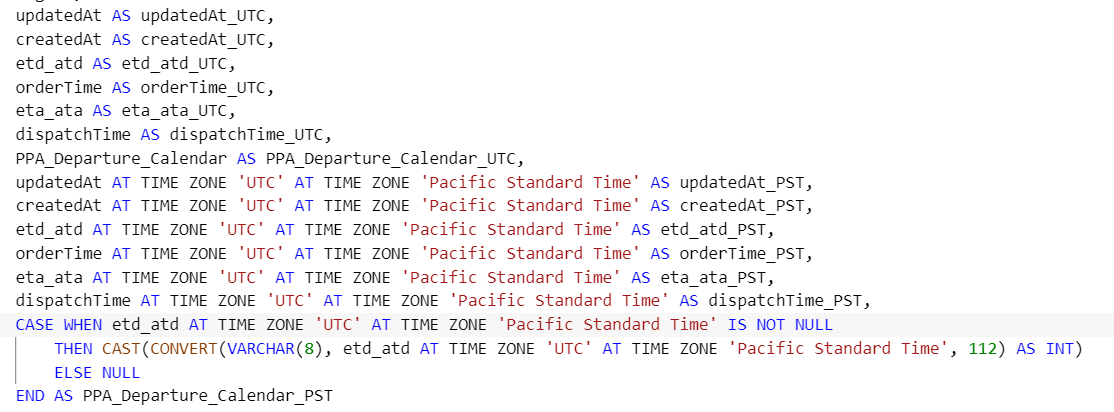 updatedAt AS updatedAt_UTC,
createdAt AS createdAt_UTC,
etd_atd AS etd_atd_UTC,
orderTime AS orderTime_UTC,
eta_ata AS eta_ata_UTC,
dispatchTime AS dispatchTime_UTC,
PPA_Departure_Calendar AS PPA_Departure_Calendar_UTC,
updatedAt AT TIME ZONE 'UTC' AT TIME ZONE 'Pacific Standard Time' AS updatedAt_PST,
createdAt AT TIME ZONE 'UTC' AT TIME ZONE 'Pacific Standard Time' AS createdAt_PST,
etd_atd AT TIME ZONE 'UTC' AT TIME ZONE 'Pacific Standard Time' AS etd_atd_PST,
orderTime AT TIME ZONE 'UTC' AT TIME ZONE 'Pacific Standard Time' AS orderTime_PST,
eta_ata AT TIME ZONE 'UTC' AT TIME ZONE 'Pacific Standard Time' AS eta_ata_PST,
dispatchTime AT TIME ZONE 'UTC' AT TIME ZONE 'Pacific Standard Time' AS dispatchTime_PST,
CASE WHEN etd_atd AT TIME ZONE 'UTC' AT TIME ZONE 'Pacific Standard Time' IS NOT NULL
    THEN CAST(CONVERT(VARCHAR(8), etd_atd AT TIME ZONE 'UTC' AT TIME ZONE 'Pacific Standard Time', 112) AS INT)
    ELSE NULL
END AS PPA_Departure_Calendar_PST